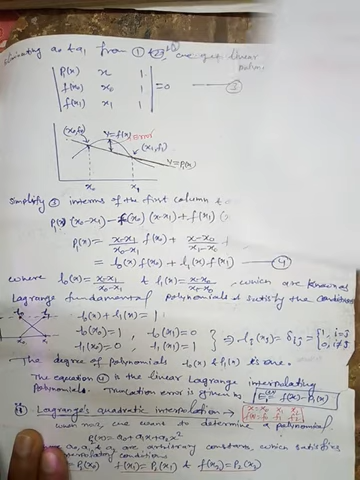 eliminating a0 & a1 from ① & ②, we get linear
| P1(x) x 1 |
| f(x0) x0 1 | = 0 — ③
| f(x1) x1 1 |
(x0,f0) y=f(x) error
(x1,f1)
y=P1(x)
x0 x1
Simplify ③ in terms of the first column
P1(x) (x0-x1) - f(x0) (x-x1) + f(x1) (x
P1(x) = x-x1/x0-x1 f(x0) + x-x0/x1-x0
= l0(x) f(x0) + l1(x) f(x1) — ④
where l0(x) = x-x1/x0-x1 & l1(x) = x-x0/x1-x0, which are known as
Lagrange fundamental polynomials & satisfy the conditions
l0(x) + l1(x) = 1
l0(x0) = 1, l0(x1) = 0
l1(x0) = 0, l1(x1) = 1 } ⇒ li(xj) = δij = {1, i=j
0, i≠j
The degree of polynomials l0(x) & l1(x) is one.
The equation ④ is the linear Lagrange interpolating
polynomials. Truncation error is given by f(x) - P1(x)
Lagrange's quadratic interpolation →
when n=2, we want to determine a polynomial
P2(x) = a0 + a1x + a2x²
where a0, a1, & a2 are arbitrary constants, which satisfies
interpolating conditions
= P2(x0) f(x1) = P2(x1) & f(x2) = P2(x2)